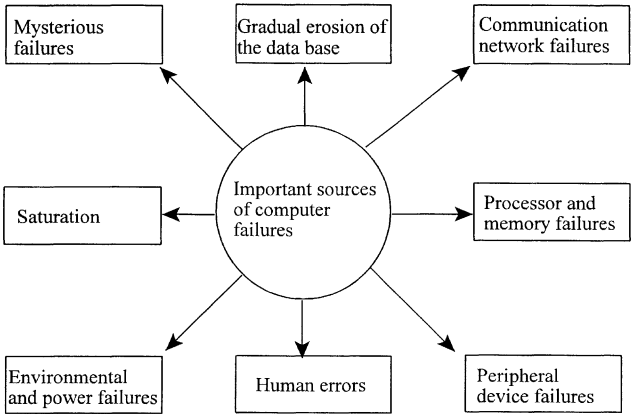 Mysterious
failures
Gradual erosion of
the data base
Communication
network failures
Saturation
Important sources
of computer
failures
Processor and
memory failures
Environmental
and power failures
Human errors
Peripheral
device failures